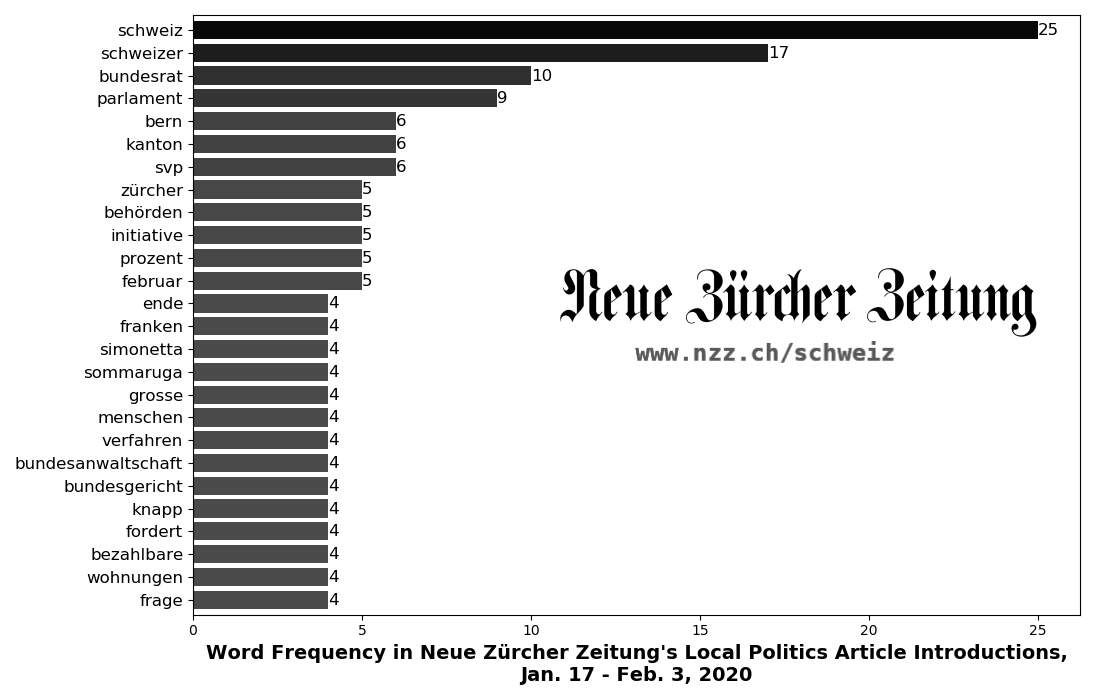 schweiz 25
schweizer 17
bundesrat 10
parlament 9
bern 6
kanton 6
svp 6
zürcher 5
behörden 5
initiative 5
prozent 5
februar 5
ende 4
franken 4
simonetta 4
sommaruga 4
grosse 4
menschen 4
verfahren 4
bundesanwaltschaft 4
bundesgericht 4
knapp 4
fordert 4
bezahlbare 4
wohnungen 4
frage 4
Neue Zürcher Zeitung
www.nzz.ch/schweiz
0 5 10 15 20 25
Word Frequency in Neue Zürcher Zeitung's Local Politics Article Introductions,
Jan. 17 - Feb. 3, 2020